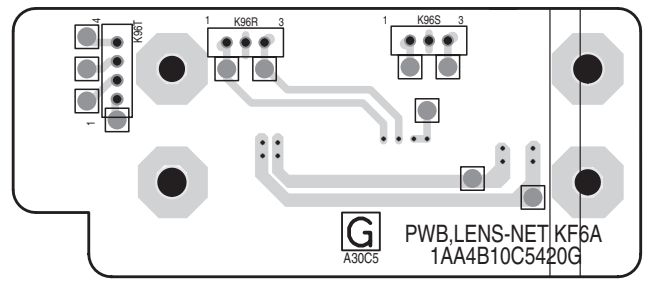 4
K96T
1
1 K96R 3
1 K96S 3
G
A30C5
PWB,LENS-NET KF6A
1AA4B10C5420G